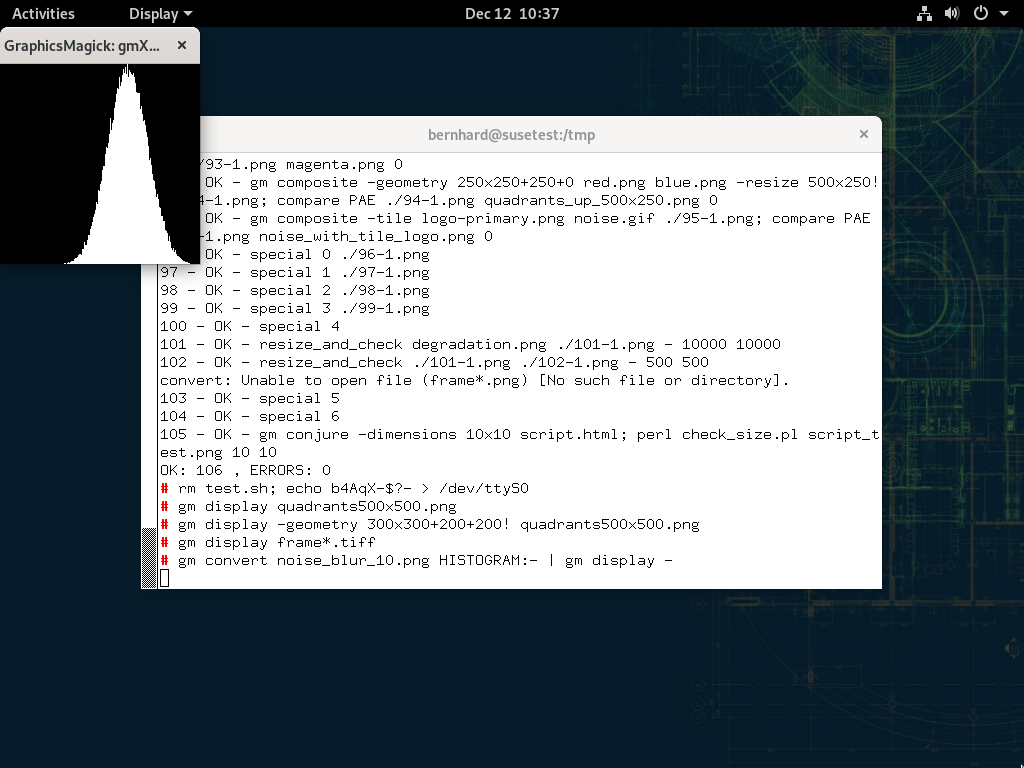 Activities
Display
Dec 12  10:37
GraphicsMagick: gmX...
bernhard@susetest:/tmp
/93-1.png magenta.png 0
OK - gm composite -geometry 250x250+250+0 red.png blue.png -resize 500x250!
4-1.png; compare PAE ./94-1.png quadrants_up_500x250.png 0
OK - gm composite -tile logo-primary.png noise.gif ./95-1.png; compare PAE
-1.png noise_with_tile_logo.png 0
OK - special 0 ./96-1.png
97 - OK - special 1 ./97-1.png
98 - OK - special 2 ./98-1.png
99 - OK - special 3 ./99-1.png
100 - OK - special 4
101 - OK - resize_and_check degradation.png ./101-1.png - 10000 10000
102 - OK - resize_and_check ./101-1.png ./102-1.png - 500 500
convert: Unable to open file (frame*.png) [No such file or directory].
103 - OK - special 5
104 - OK - special 6
105 - OK - gm conjure -dimensions 10x10 script.html; perl check_size.pl script_t
est.png 10 10
OK: 106 , ERRORS: 0
# rm test.sh; echo b4AqX-$?- > /dev/ttyS0
# gm display quadrants500x500.png
# gm display -geometry 300x300+200+200! quadrants500x500.png
# gm display frame*.tiff
# gm convert noise_blur_10.png HISTOGRAM:- | gm display -